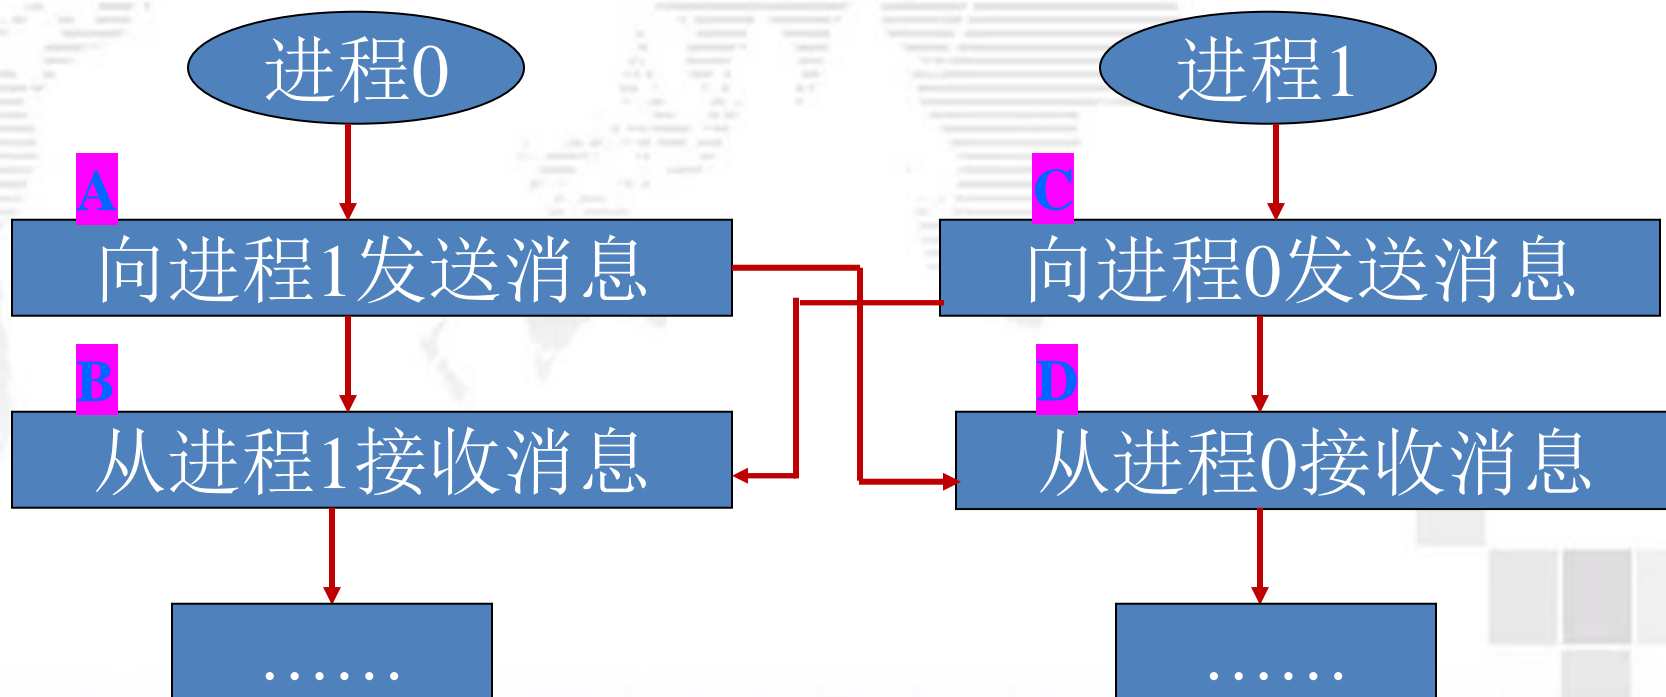 进程0
进程1
A
C
向进程1发送消息
向进程0发送消息
B
D
从进程1接收消息
从进程0接收消息
......
......